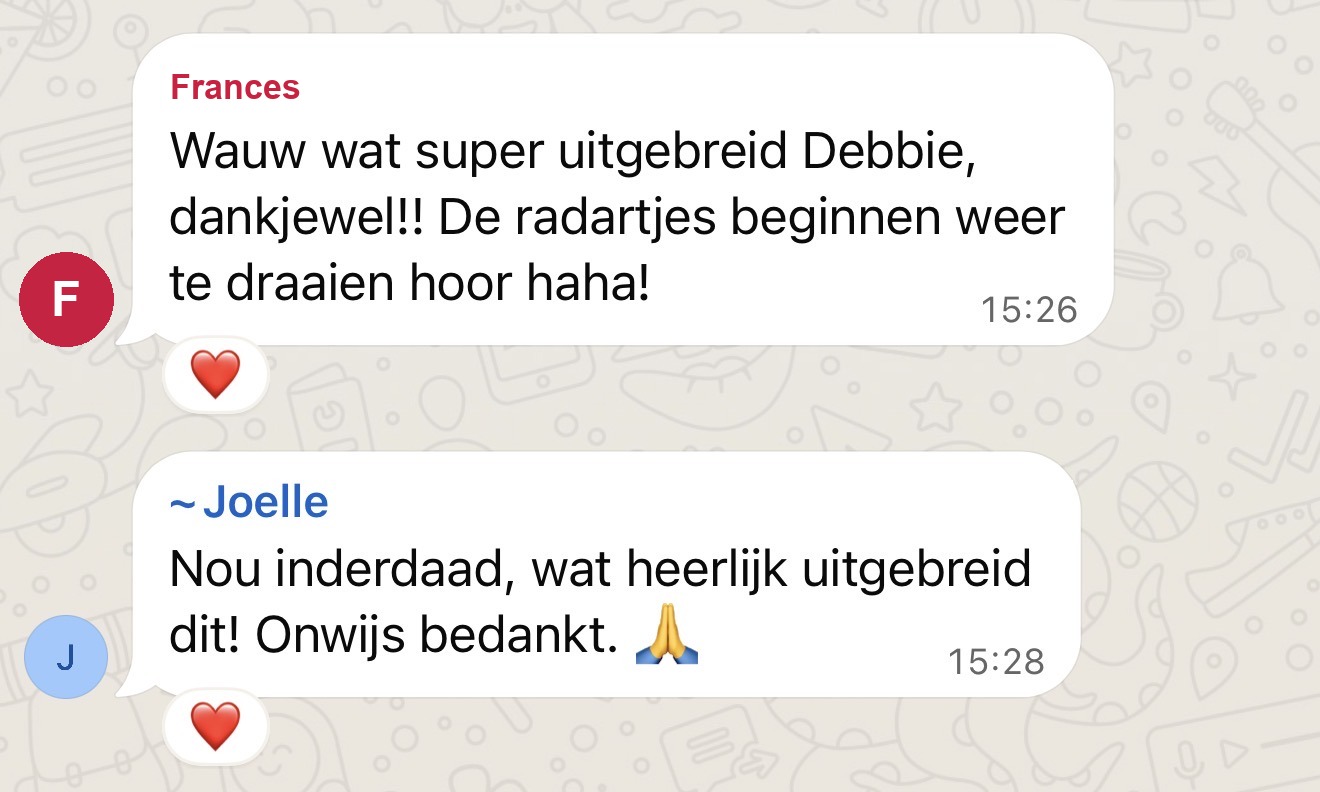 Frances
Wauw wat super uitgebreid Debbie,
dankjewel!! De radartjes beginnen weer
te draaien hoor haha!
15:26
F
❤️
~ Joelle
Nou inderdaad, wat heerlijk uitgebreid
dit! Onwijs bedankt. 🙏
15:28
J
❤️